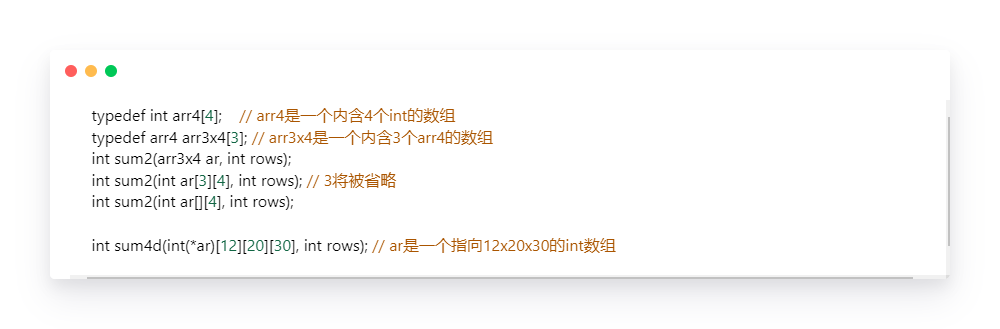 typedef int arr4[4];    // arr4是一个内含4个int的数组
typedef arr4 arr3x4[3]; // arr3x4是一个内含3个arr4的数组
int sum2(arr3x4 ar, int rows);
int sum2(int ar[3][4], int rows); // 3将被省略
int sum2(int ar[][4], int rows);
int sum4d(int(*ar)[12][20][30], int rows); // ar是一个指向12x20x30的int数组